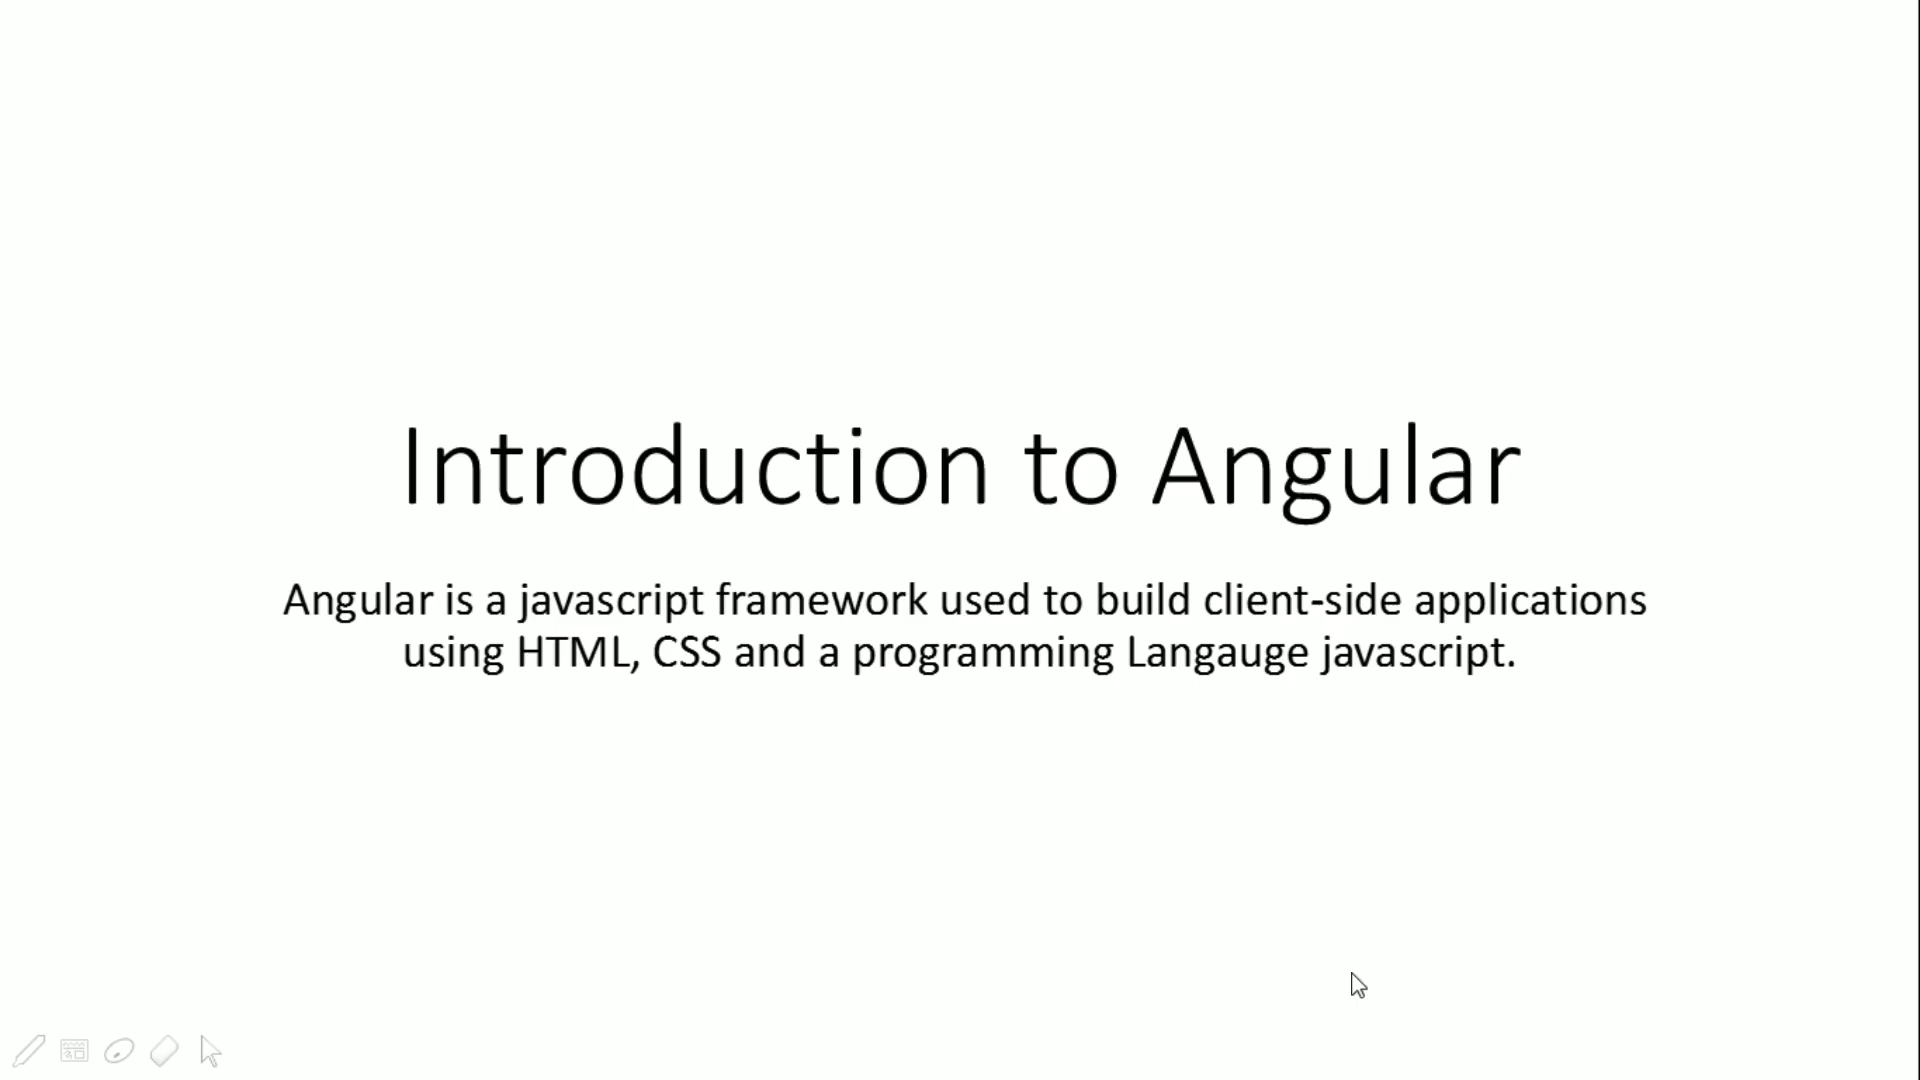 Introduction to Angular
Angular is a javascript framework used to build client-side applications
using HTML, CSS and a programming Langauge javascript.